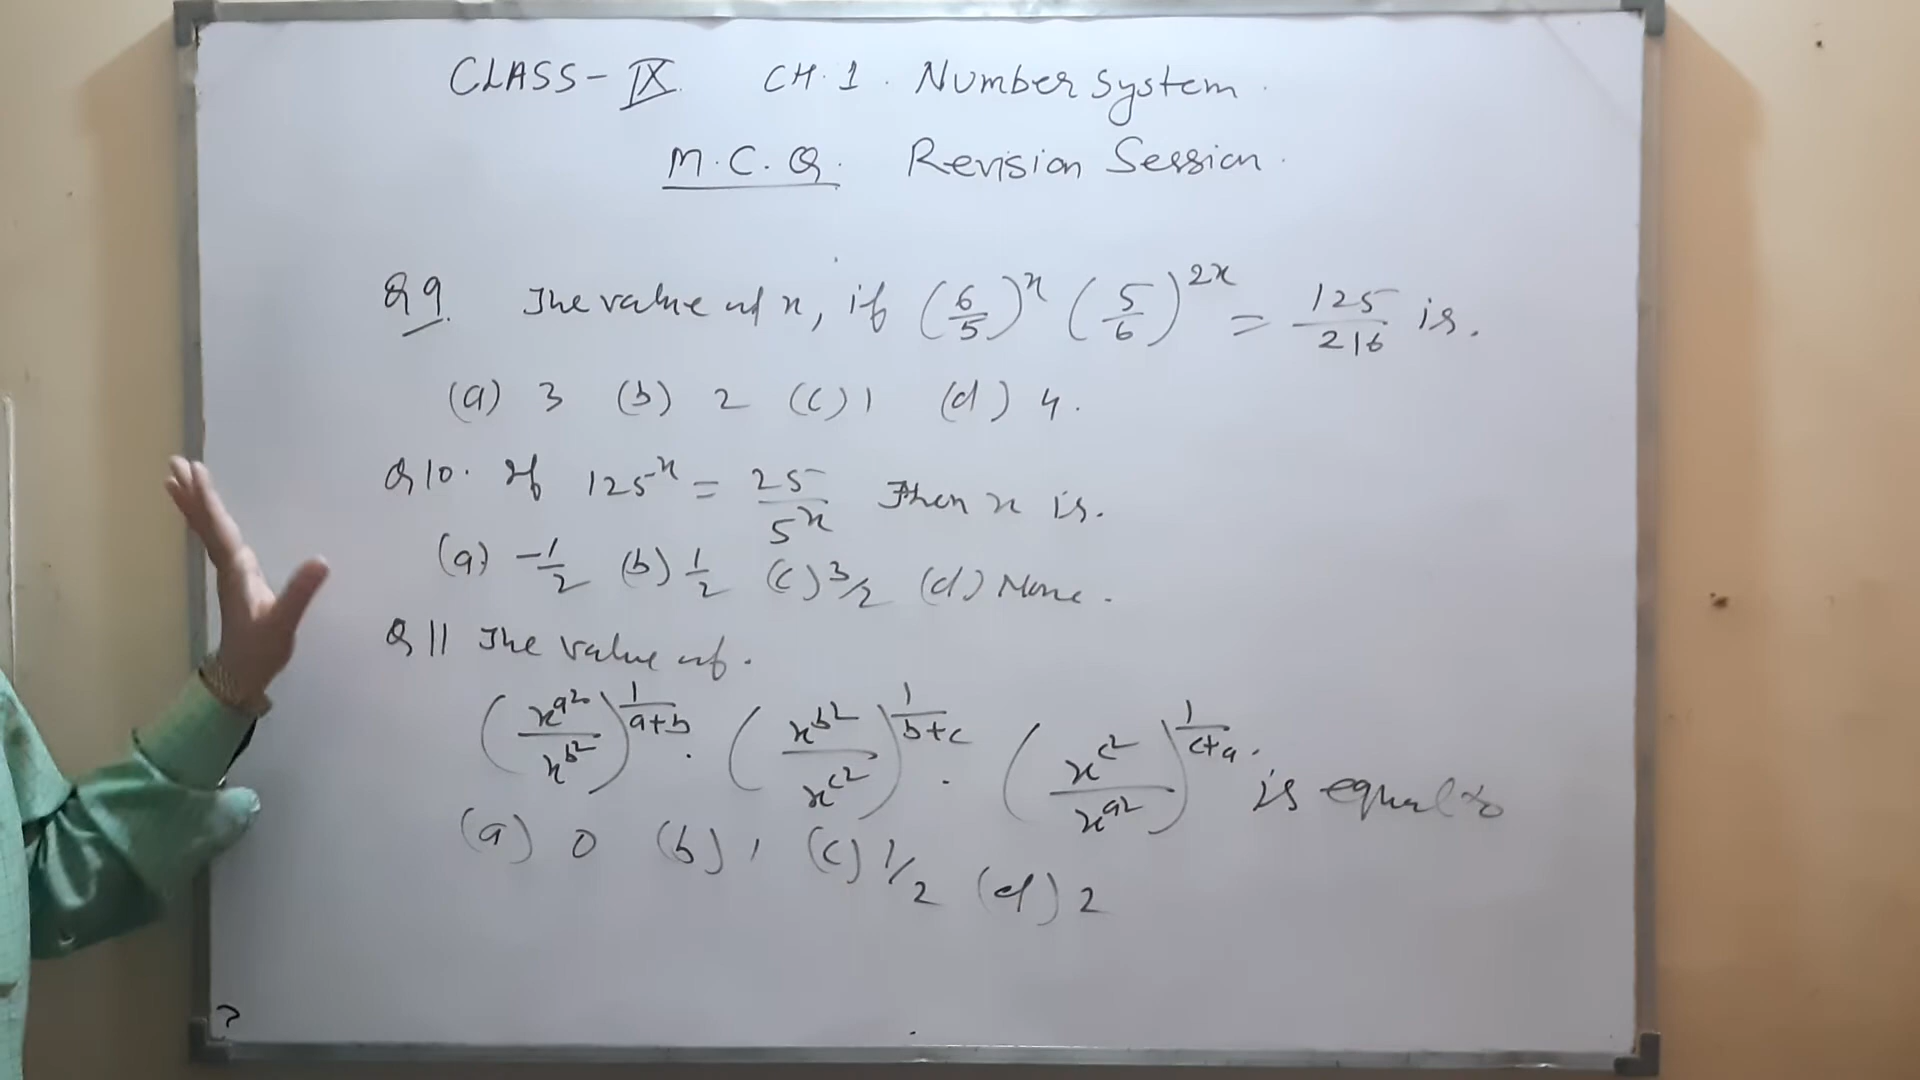 CLASS - IX CH. 1. Number System.
M.C.Q. Revision Session.
Q9. The value of x, if (6/5)^x (5/6)^2x = 125/216 is.
(a) 3 (b) 2 (c) 1 (d) 4.
Q10. If 125^x = 25/5^x Then x is.
(a) -1/2 (b) 1/2 (c) 3/2 (d) None.
Q11 The value of.
(x^a²/x^b²)^1/a+b . (x^b²/x^c²)^1/b+c . (x^c²/x^a²)^1/c+a . is equal to
(a) 0 (b) 1 (c) 1/2 (d) 2
?